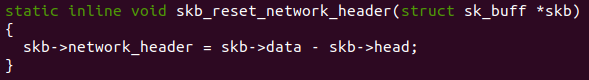 static inline void skb_reset_network_header(struct sk_buff *skb)
{
  skb->network_header = skb->data - skb->head;
}